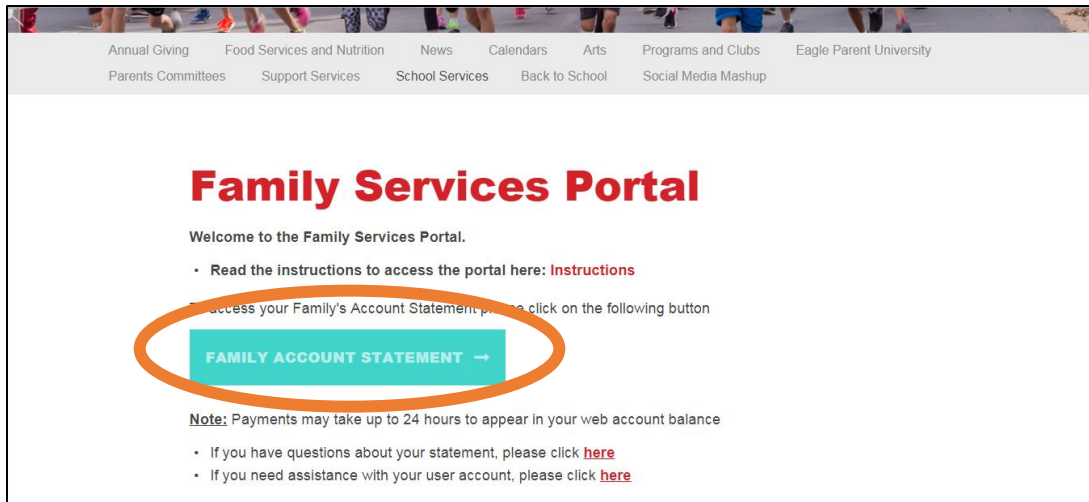 Annual Giving Food Services and Nutrition News Calendars Arts Programs and Clubs Eagle Parent University
Parents Committees Support Services School Services Back to School Social Media Mashup
Family Services Portal
Welcome to the Family Services Portal.
• Read the instructions to access the portal here: Instructions
To access your Family's Account Statement please click on the following button
FAMILY ACCOUNT STATEMENT →
Note: Payments may take up to 24 hours to appear in your web account balance
• If you have questions about your statement, please click here
• If you need assistance with your user account, please click here